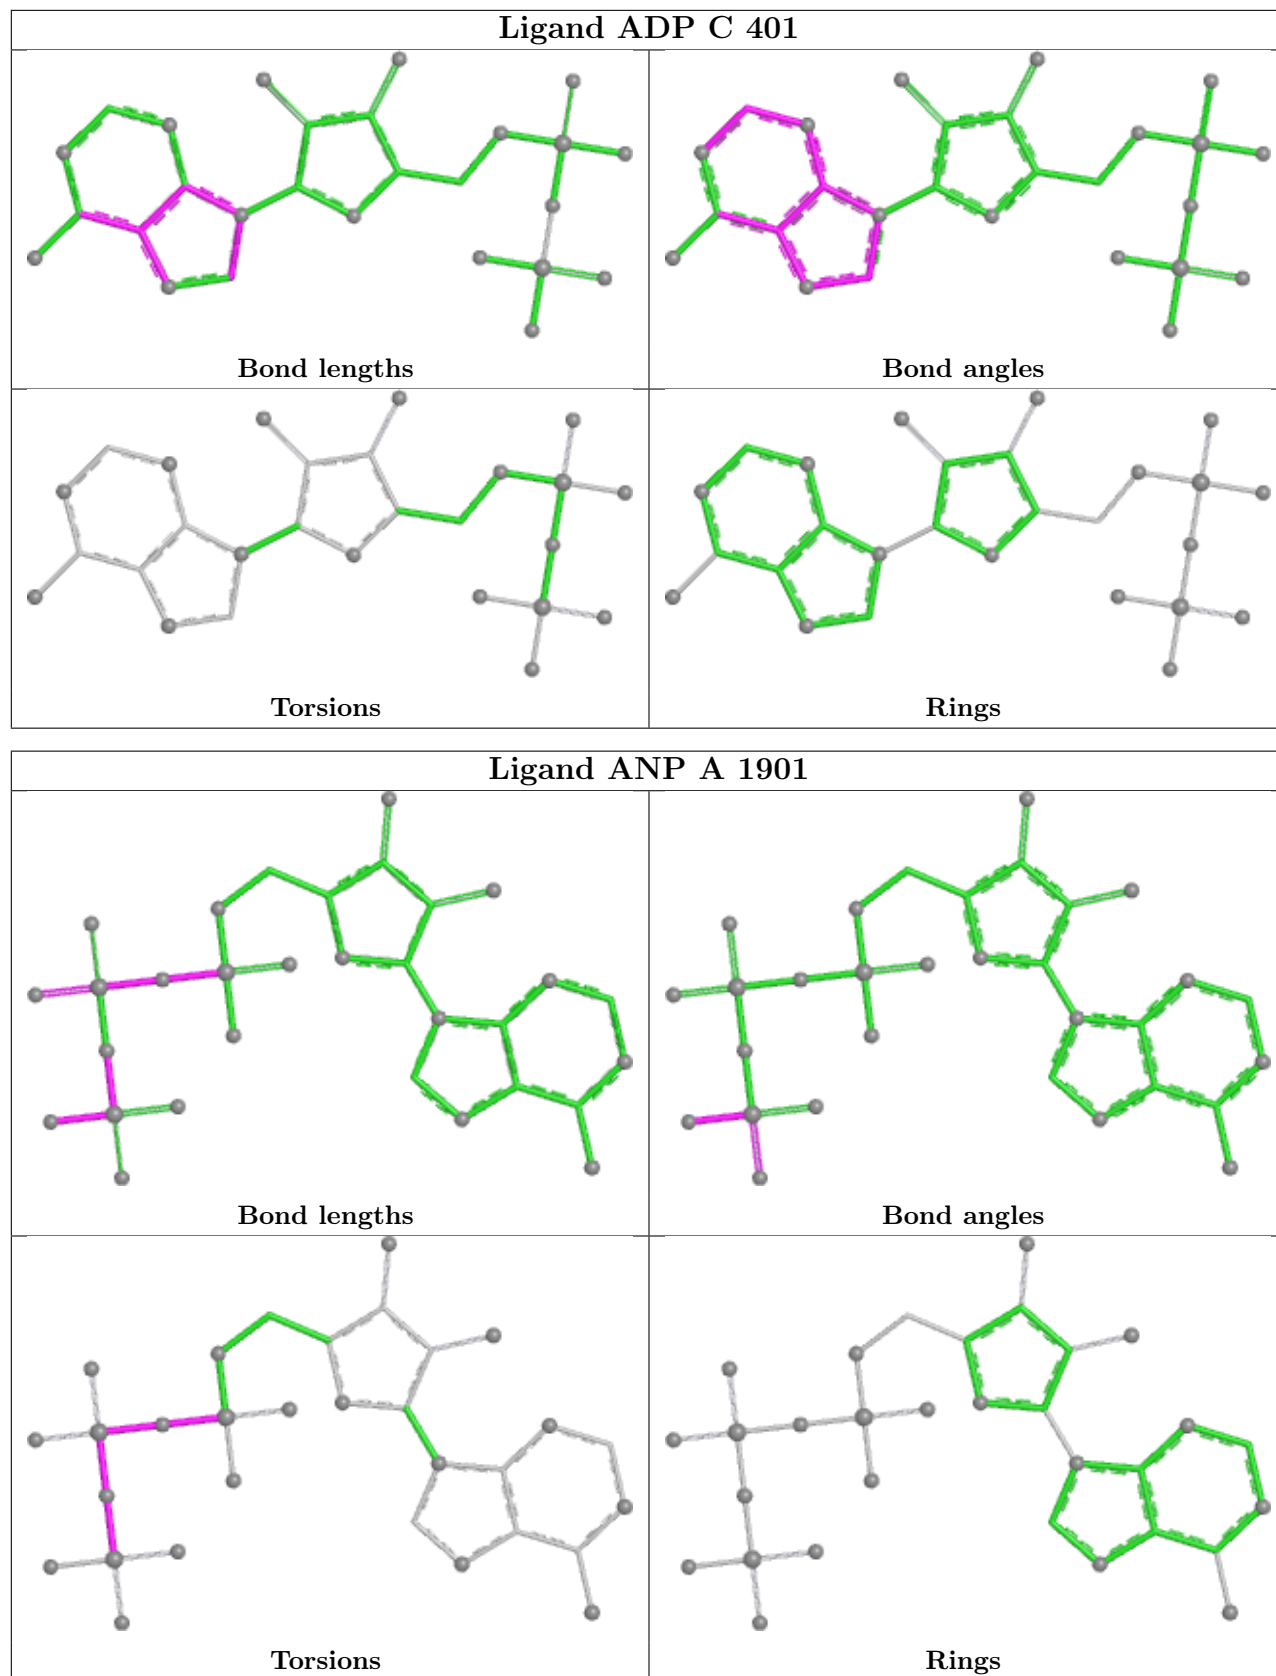 Ligand ADP C 401
Bond lengths
Bond angles
Torsions
Rings
Ligand ANP A 1901
Bond lengths
Bond angles
Torsions
Rings